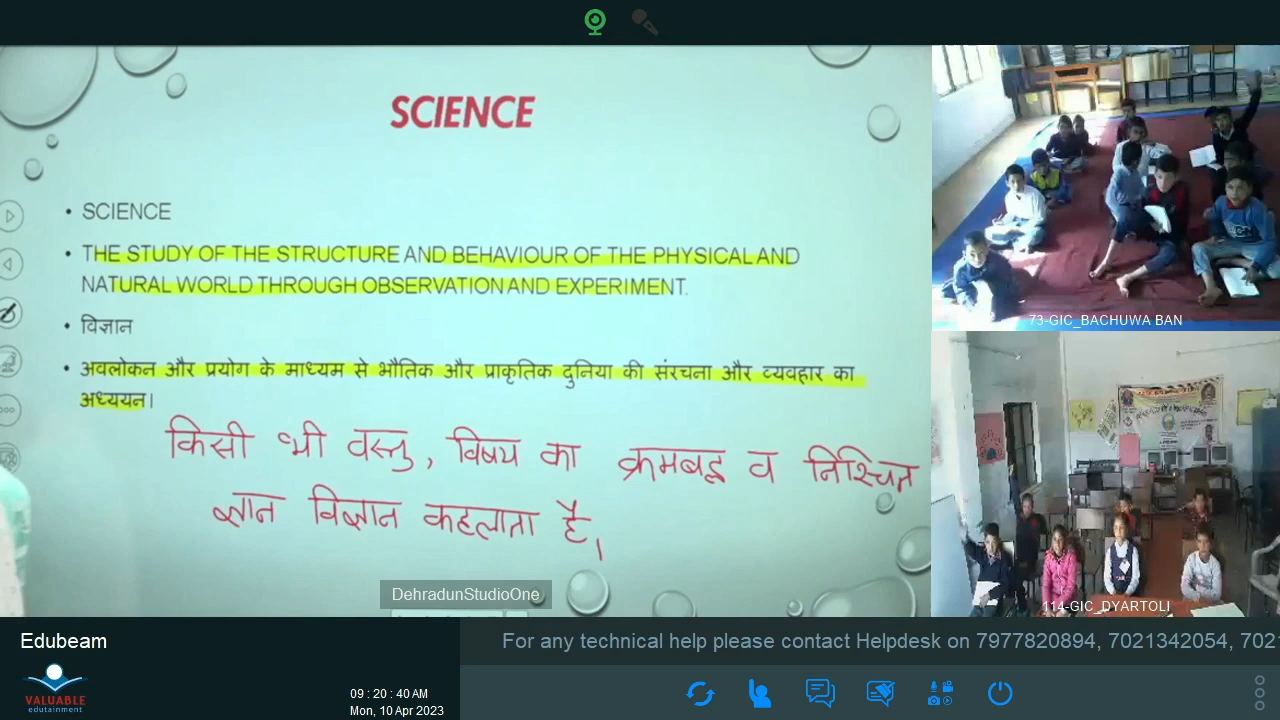 SCIENCE
• SCIENCE
• THE STUDY OF THE STRUCTURE AND BEHAVIOUR OF THE PHYSICAL AND
NATURAL WORLD THROUGH OBSERVATION AND EXPERIMENT.
• विज्ञान
• अवलोकन और प्रयोग के माध्यम से भौतिक और प्राकृतिक दुनिया की संरचना और व्यवहार का
अध्ययन।
किसी भी वस्तु, विषय का क्रमबद्ध व निश्चित
ज्ञान विज्ञान कहलाता है।
DehradunStudioOne
73-GIC_BACHUWA BAN
114-GIC_DYARTOLI
Edubeam
For any technical help please contact Helpdesk on 7977820894, 7021342054, 702
VALUABLE
edutainment
09 : 20 : 40 AM
Mon, 10 Apr 2023